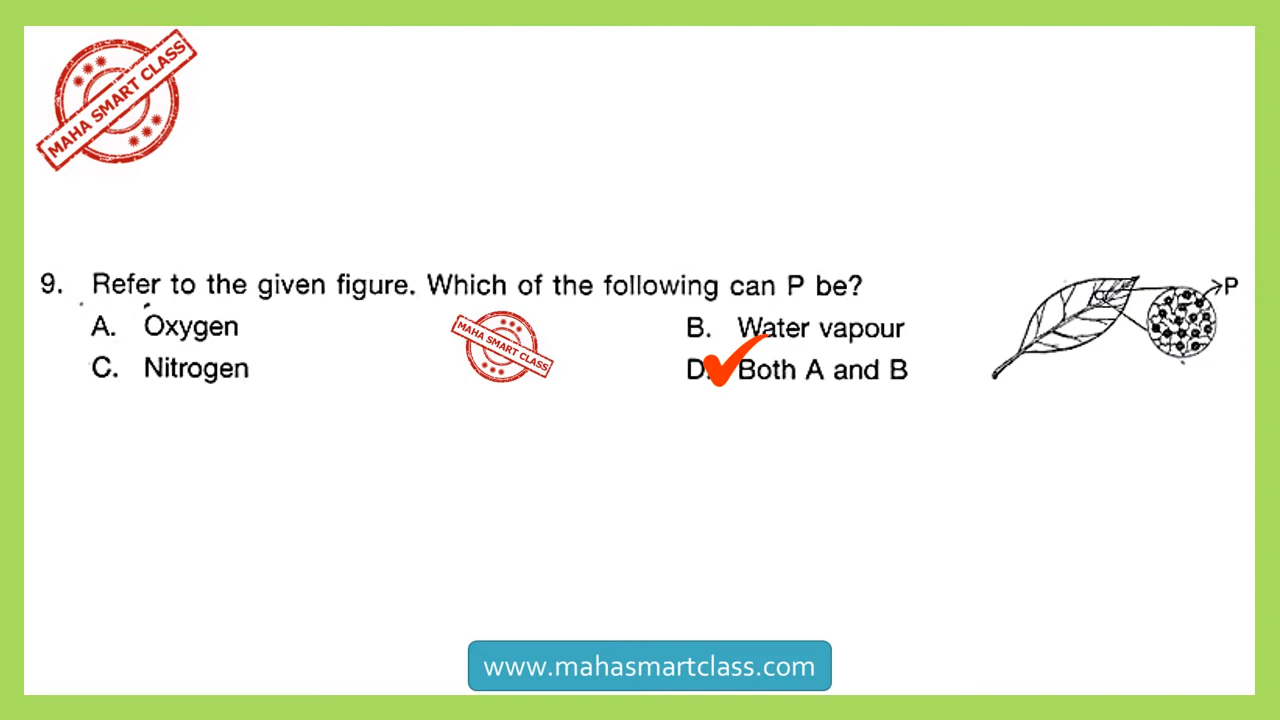 MAHA SMART CLASS
9. Refer to the given figure. Which of the following can P be?
A. Oxygen
B. Water vapour
C. Nitrogen
D. Both A and B
P
MAHA SMART CLASS
www.mahasmartclass.com